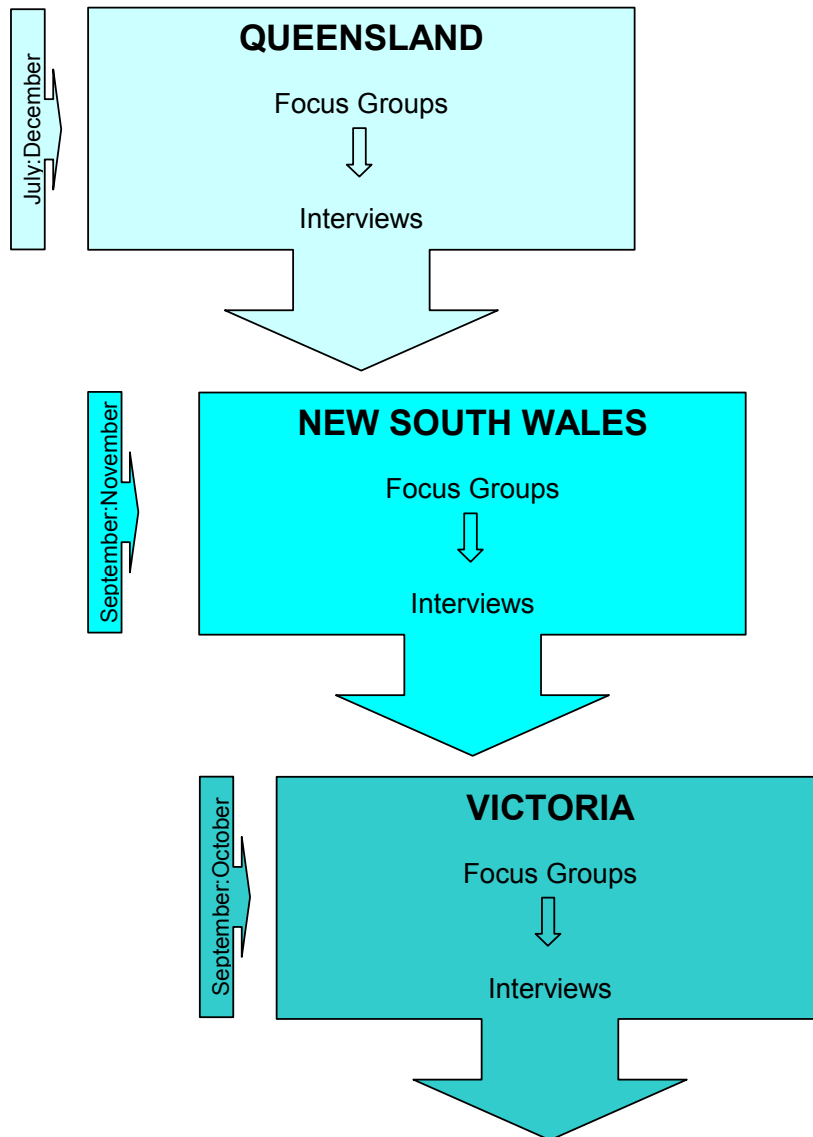 QUEENSLAND
July:December
Focus Groups
Interviews
NEW SOUTH WALES
September:November
Focus Groups
Interviews
VICTORIA
September:October
Focus Groups
Interviews